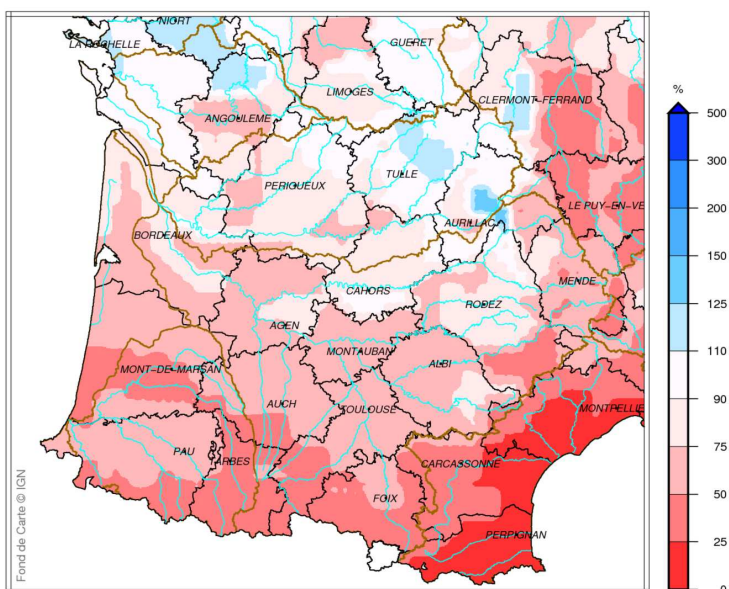 NIORT
LA ROCHELLE
GUERET
LIMOGES
CLERMONT-FERRAND
ANGOULEME
TULLE
PERIGUEUX
LE PUY-EN-VE
AURILLAC
BORDEAUX
MENDE
CAHORS
RODEZ
AGEN
MONTAUBAN
ALBI
MONT-DE-MARSAN
AUCH
TOULOUSE
MONTPELLIE
PAU
TARBES
CARCASSONNE
FOIX
PERPIGNAN
Fond de Carte © IGN
%
500
300
200
150
125
110
90
75
50
25
0